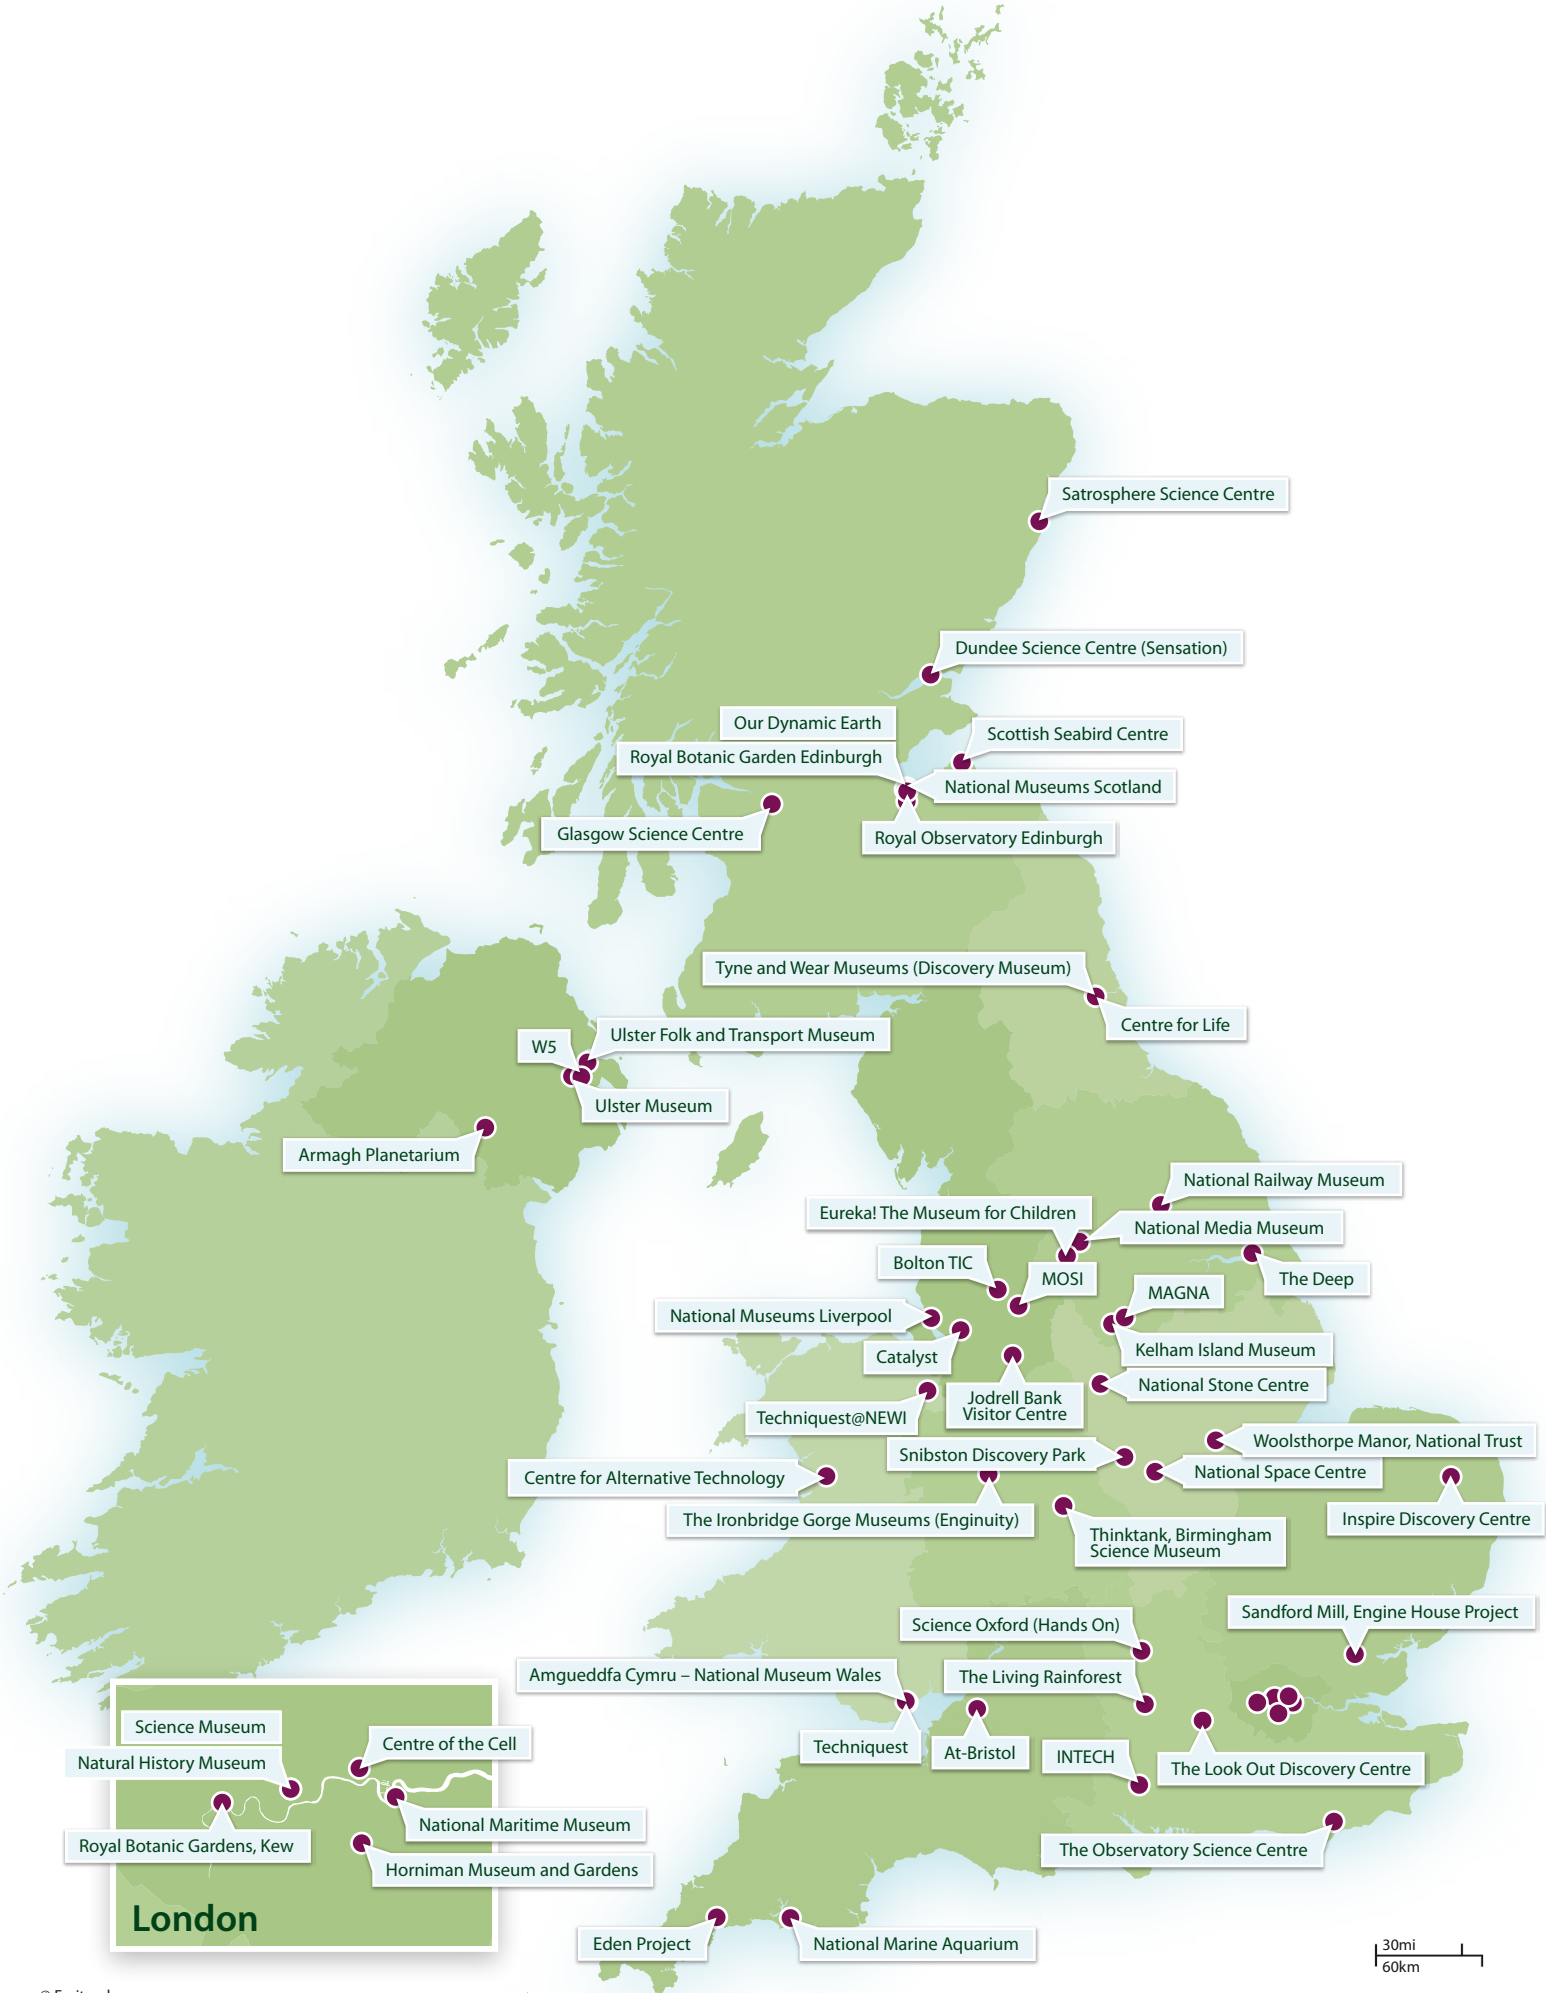 Satrosphere Science Centre
Dundee Science Centre (Sensation)
Our Dynamic Earth
Scottish Seabird Centre
Royal Botanic Garden Edinburgh
National Museums Scotland
Glasgow Science Centre
Royal Observatory Edinburgh
Tyne and Wear Museums (Discovery Museum)
Centre for Life
Ulster Folk and Transport Museum
W5
Ulster Museum
Armagh Planetarium
National Railway Museum
Eureka! The Museum for Children
National Media Museum
Bolton TIC
MOSI
The Deep
MAGNA
National Museums Liverpool
Kelham Island Museum
Catalyst
National Stone Centre
Jodrell Bank
Visitor Centre
Techniquest@NEWI
Woolsthorpe Manor, National Trust
Snibston Discovery Park
National Space Centre
Centre for Alternative Technology
The Ironbridge Gorge Museums (Enginuity)
Inspire Discovery Centre
Thinktank, Birmingham
Science Museum
Sandford Mill, Engine House Project
Science Oxford (Hands On)
Amgueddfa Cymru – National Museum Wales
The Living Rainforest
Techniquest
At-Bristol
INTECH
The Look Out Discovery Centre
The Observatory Science Centre
Science Museum
Centre of the Cell
Natural History Museum
National Maritime Museum
Royal Botanic Gardens, Kew
Horniman Museum and Gardens
London
Eden Project
National Marine Aquarium
30mi
60km